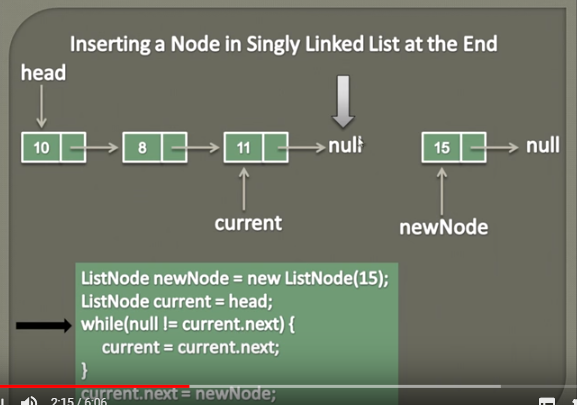 Inserting a Node in Singly Linked List at the End
head
10 8 11 null 15 null
current
newNode
ListNode newNode = new ListNode(15);
ListNode current = head;
while(null != current.next) {
current = current.next;
}
current.next = newNode;
2:15 / 6:06